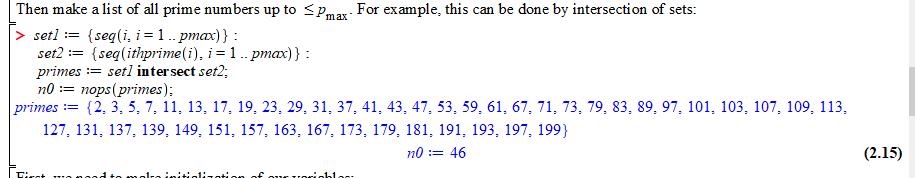 Then make a list of all prime numbers up to ≤p_max. For example, this can be done by intersection of sets:
> set1 := {seq(i, i = 1 .. pmax)} :
set2 := {seq(ithprime(i), i = 1 .. pmax)} :
primes := set1 intersect set2;
n0 := nops(primes);
primes := {2, 3, 5, 7, 11, 13, 17, 19, 23, 29, 31, 37, 41, 43, 47, 53, 59, 61, 67, 71, 73, 79, 83, 89, 97, 101, 103, 107, 109, 113,
127, 131, 137, 139, 149, 151, 157, 163, 167, 173, 179, 181, 191, 193, 197, 199}
n0 := 46 (2.15)
First, we need to make initialization of our variables: